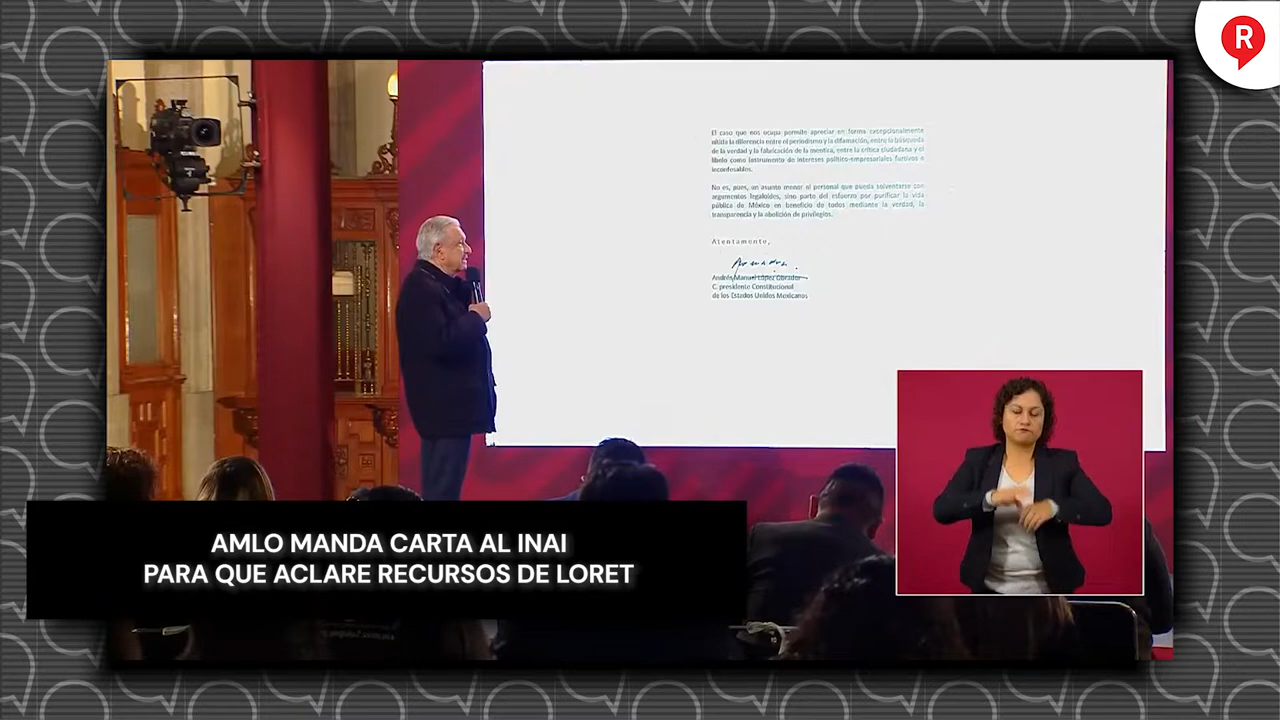 R
El caso que nos ocupa permite apreciar en forma excepcionalmente
nítida la diferencia entre el periodismo y la difamación, entre la búsqueda
de la verdad y la fabricación de la mentira, entre la crítica ciudadana y el
libelo como instrumento de intereses político-empresariales furtivos e
inconfesables.
No es, pues, un asunto menor ni personal que pueda solventarse con
argumentos legaloides, sino parte del esfuerzo por purificar la vida
pública de México en beneficio de todos mediante la verdad, la
transparencia y la abolición de privilegios.
Atentamente,
Andrés Manuel López Obrador
C. presidente Constitucional
de los Estados Unidos Mexicanos
AMLO MANDA CARTA AL INAI
PARA QUE ACLARE RECURSOS DE LORET